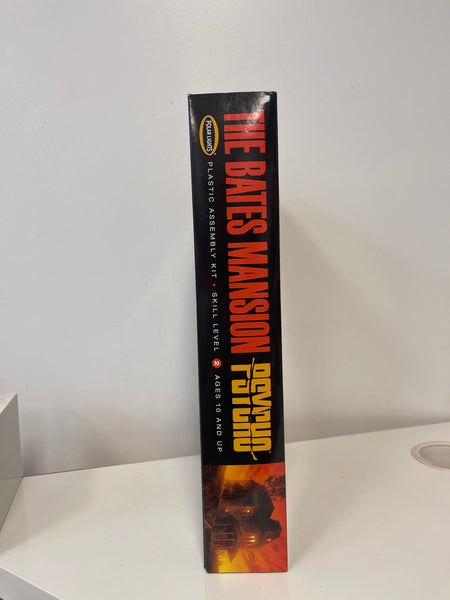 THE BATES MANSION PSYCHO
POLAR LIGHTS
PLASTIC ASSEMBLY KIT • SKILL LEVEL 2 AGES 10 AND UP